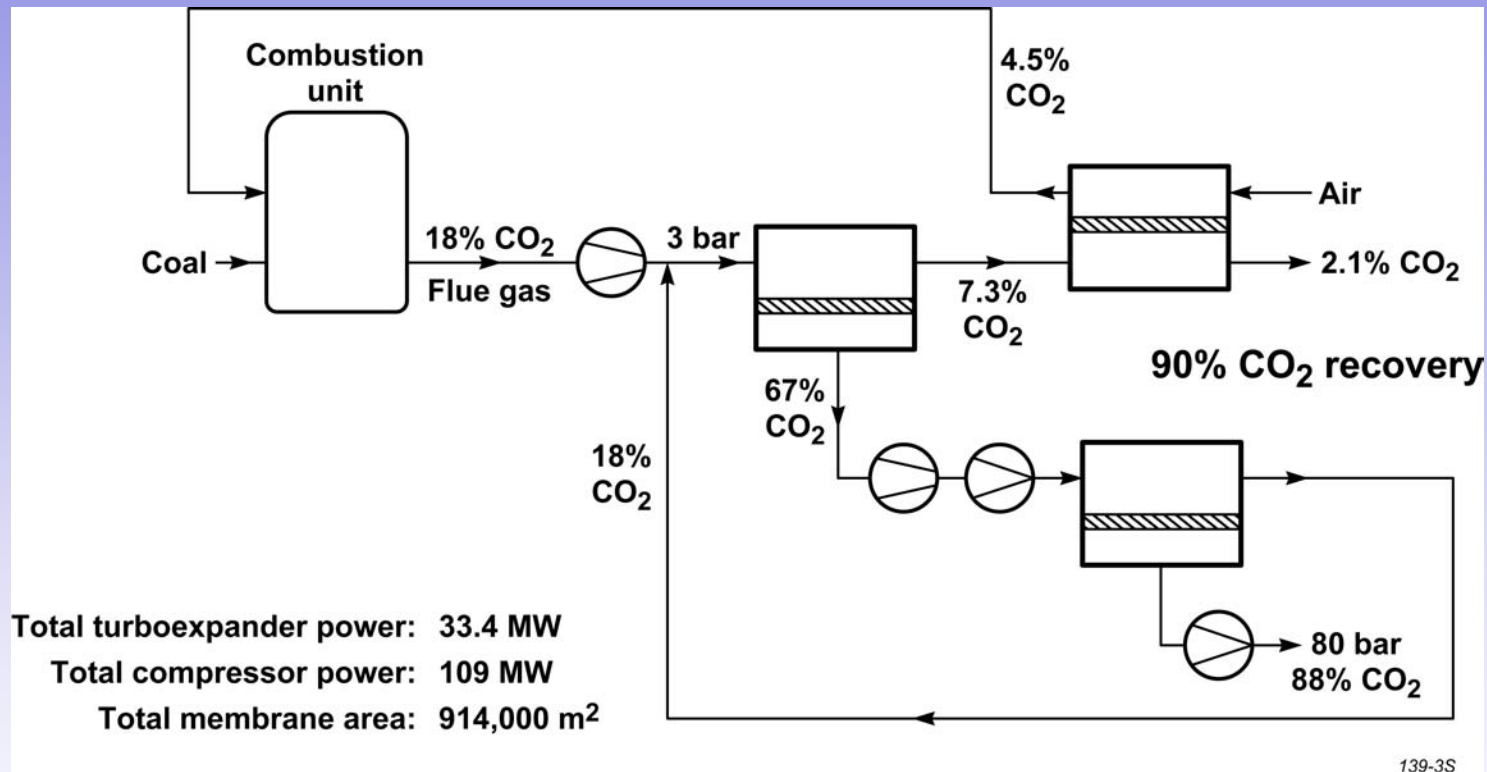 Combustion
unit
4.5%
CO2
Air
Coal
18% CO2
Flue gas
3 bar
7.3%
CO2
2.1% CO2
90% CO2 recovery
67%
CO2
18%
CO2
80 bar
88% CO2
Total turboexpander power: 33.4 MW
Total compressor power: 109 MW
Total membrane area: 914,000 m2
139-3S